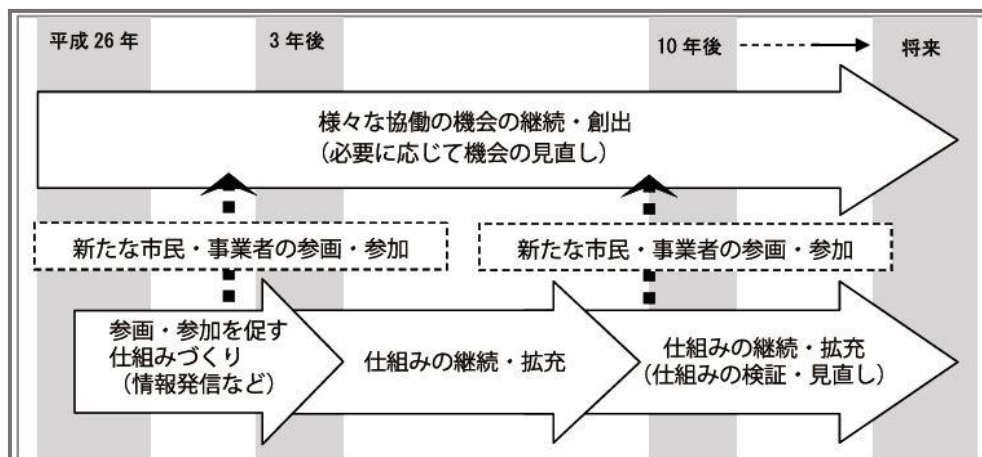 平成 26 年
3 年後
10 年後
将来
様々な協働の機会の継続・創出
（必要に応じて機会の見直し）
新たな市民・事業者の参画・参加
新たな市民・事業者の参画・参加
参画・参加を促す
仕組みづくり
（情報発信など）
仕組みの継続・拡充
仕組みの継続・拡充
（仕組みの検証・見直し）